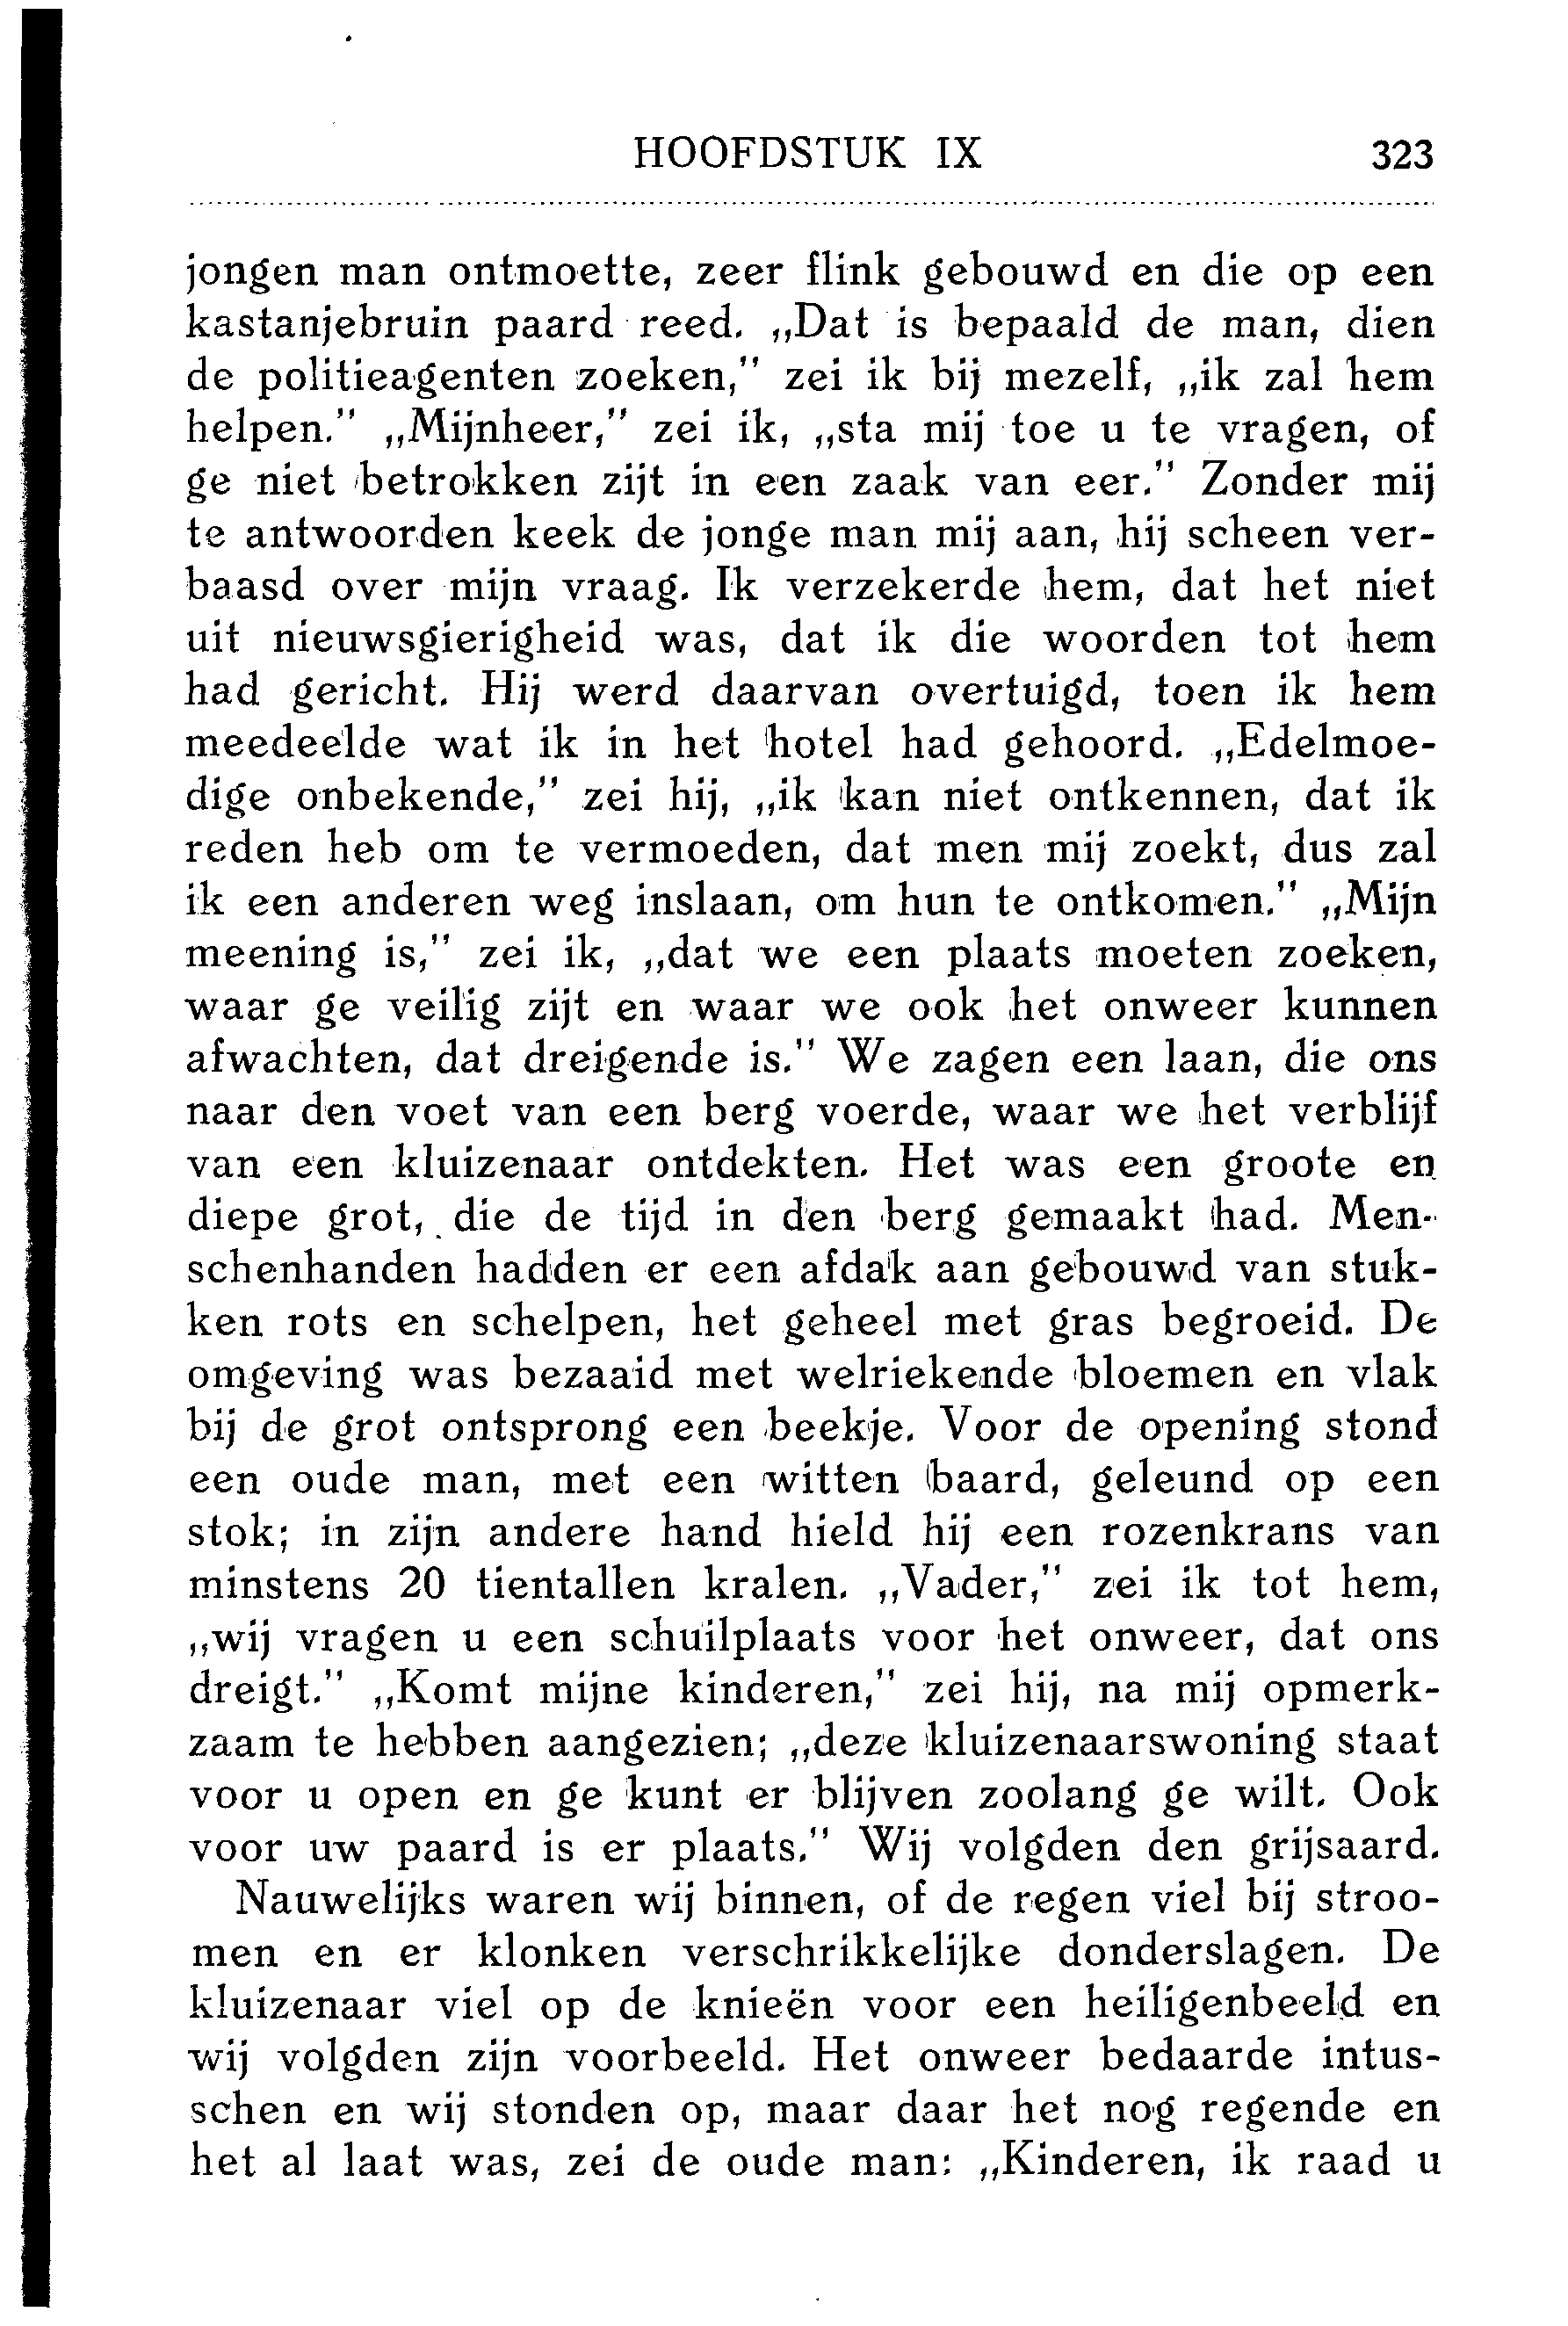 HOOFDSTUK IX 323
jongen man ontmoette, zeer flink gebouwd en die op een
kastanjebruin paard reed. „Dat is bepaald de man, dien
de politieagenten zoeken,” zei ik bij mezelf, „ik zal hem
helpen.” „Mijnheer,” zei ik, „sta mij toe u te vragen, of
ge niet betrokken zijt in een zaak van eer.” Zonder mij
te antwoorden keek de jonge man mij aan, hij scheen ver-
baasd over mijn vraag. Ik verzekerde hem, dat het niet
uit nieuwsgierigheid was, dat ik die woorden tot hem
had gericht. Hij werd daarvan overtuigd, toen ik hem
meedeelde wat ik in het hotel had gehoord. „Edelmoe-
dige onbekende,” zei hij, „ik kan niet ontkennen, dat ik
reden heb om te vermoeden, dat men mij zoekt, dus zal
ik een anderen weg inslaan, om hun te ontkomen.” „Mijn
meening is,” zei ik, „dat we een plaats moeten zoeken,
waar ge veilig zijt en waar we ook het onweer kunnen
afwachten, dat dreigende is.” We zagen een laan, die ons
naar den voet van een berg voerde, waar we het verblijf
van een kluizenaar ontdekten. Het was een groote en
diepe grot, die de tijd in den berg gemaakt had. Men-
schenhanden hadden er een afdak aan gebouwd van stuk-
ken rots en schelpen, het geheel met gras begroeid. De
omgeving was bezaaid met welriekende bloemen en vlak
bij de grot ontsprong een beekje. Voor de opening stond
een oude man, met een witten baard, geleund op een
stok; in zijn andere hand hield hij een rozenkrans van
minstens 20 tientallen kralen. „Vader,” zei ik tot hem,
„wij vragen u een schuilplaats voor het onweer, dat ons
dreigt.” „Komt mijne kinderen,” zei hij, na mij opmerk-
zaam te hebben aangezien; „deze kluizenaarswoning staat
voor u open en ge kunt er blijven zoolang ge wilt. Ook
voor uw paard is er plaats.” Wij volgden den grijsaard.
Nauwelijks waren wij binnen, of de regen viel bij stroo-
men en er klonken verschrikkelijke donderslagen. De
kluizenaar viel op de knieën voor een heiligenbeeld en
wij volgden zijn voorbeeld. Het onweer bedaarde intus-
schen en wij stonden op, maar daar het nog regende en
het al laat was, zei de oude man: „Kinderen, ik raad u